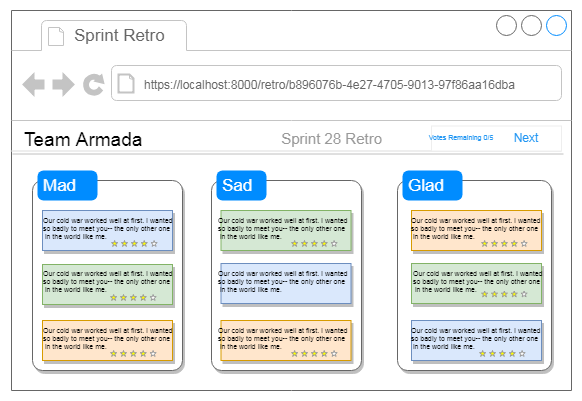 Sprint Retro
https://localhost:8000/retro/b896076b-4e27-4705-9013-97f86aa16dba
Team Armada
Sprint 28 Retro
Votes Remaining 0/5
Next
Mad
Our cold war worked well at first. I wanted
so badly to meet you-- the only other one
in the world like me.
Our cold war worked well at first. I wanted
so badly to meet you-- the only other one
in the world like me.
Our cold war worked well at first. I wanted
so badly to meet you-- the only other one
in the world like me.
Sad
Our cold war worked well at first. I wanted
so badly to meet you-- the only other one
in the world like me.
Our cold war worked well at first. I wanted
so badly to meet you-- the only other one
in the world like me.
Our cold war worked well at first. I wanted
so badly to meet you-- the only other one
in the world like me.
Glad
Our cold war worked well at first. I wanted
so badly to meet you-- the only other one
in the world like me.
Our cold war worked well at first. I wanted
so badly to meet you-- the only other one
in the world like me.
Our cold war worked well at first. I wanted
so badly to meet you-- the only other one
in the world like me.